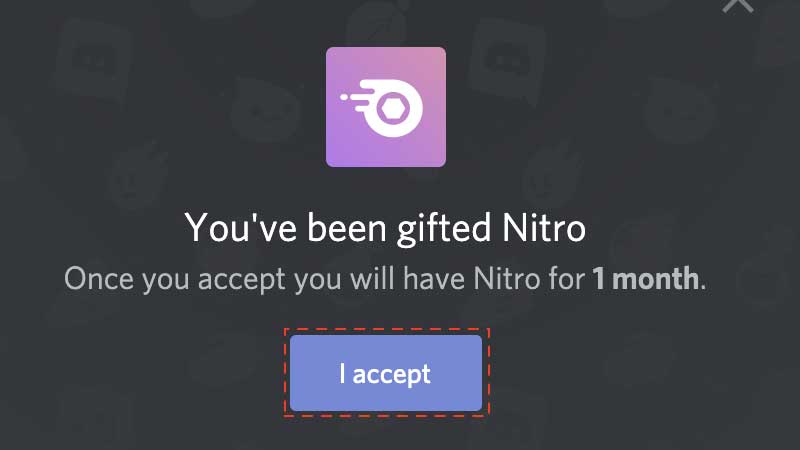 You've been gifted Nitro
Once you accept you will have Nitro for 1 month.
I accept